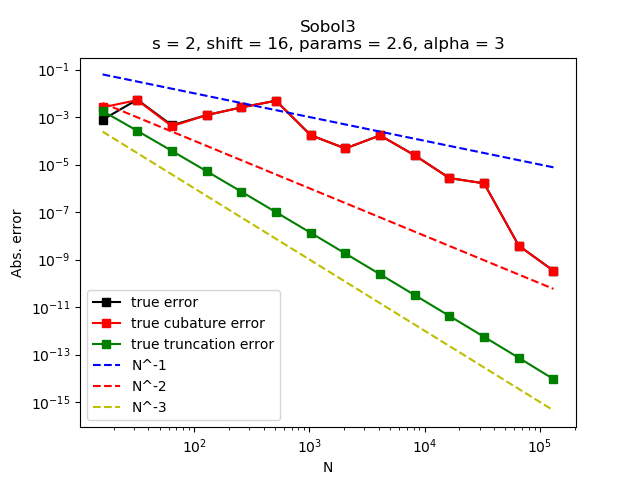 Sobol3
s = 2, shift = 16, params = 2.6, alpha = 3
Abs. error
10^-1
10^-3
10^-5
10^-7
10^-9
10^-11
10^-13
10^-15
true error
true cubature error
true truncation error
N^-1
N^-2
N^-3
10^2
10^3
10^4
10^5
N